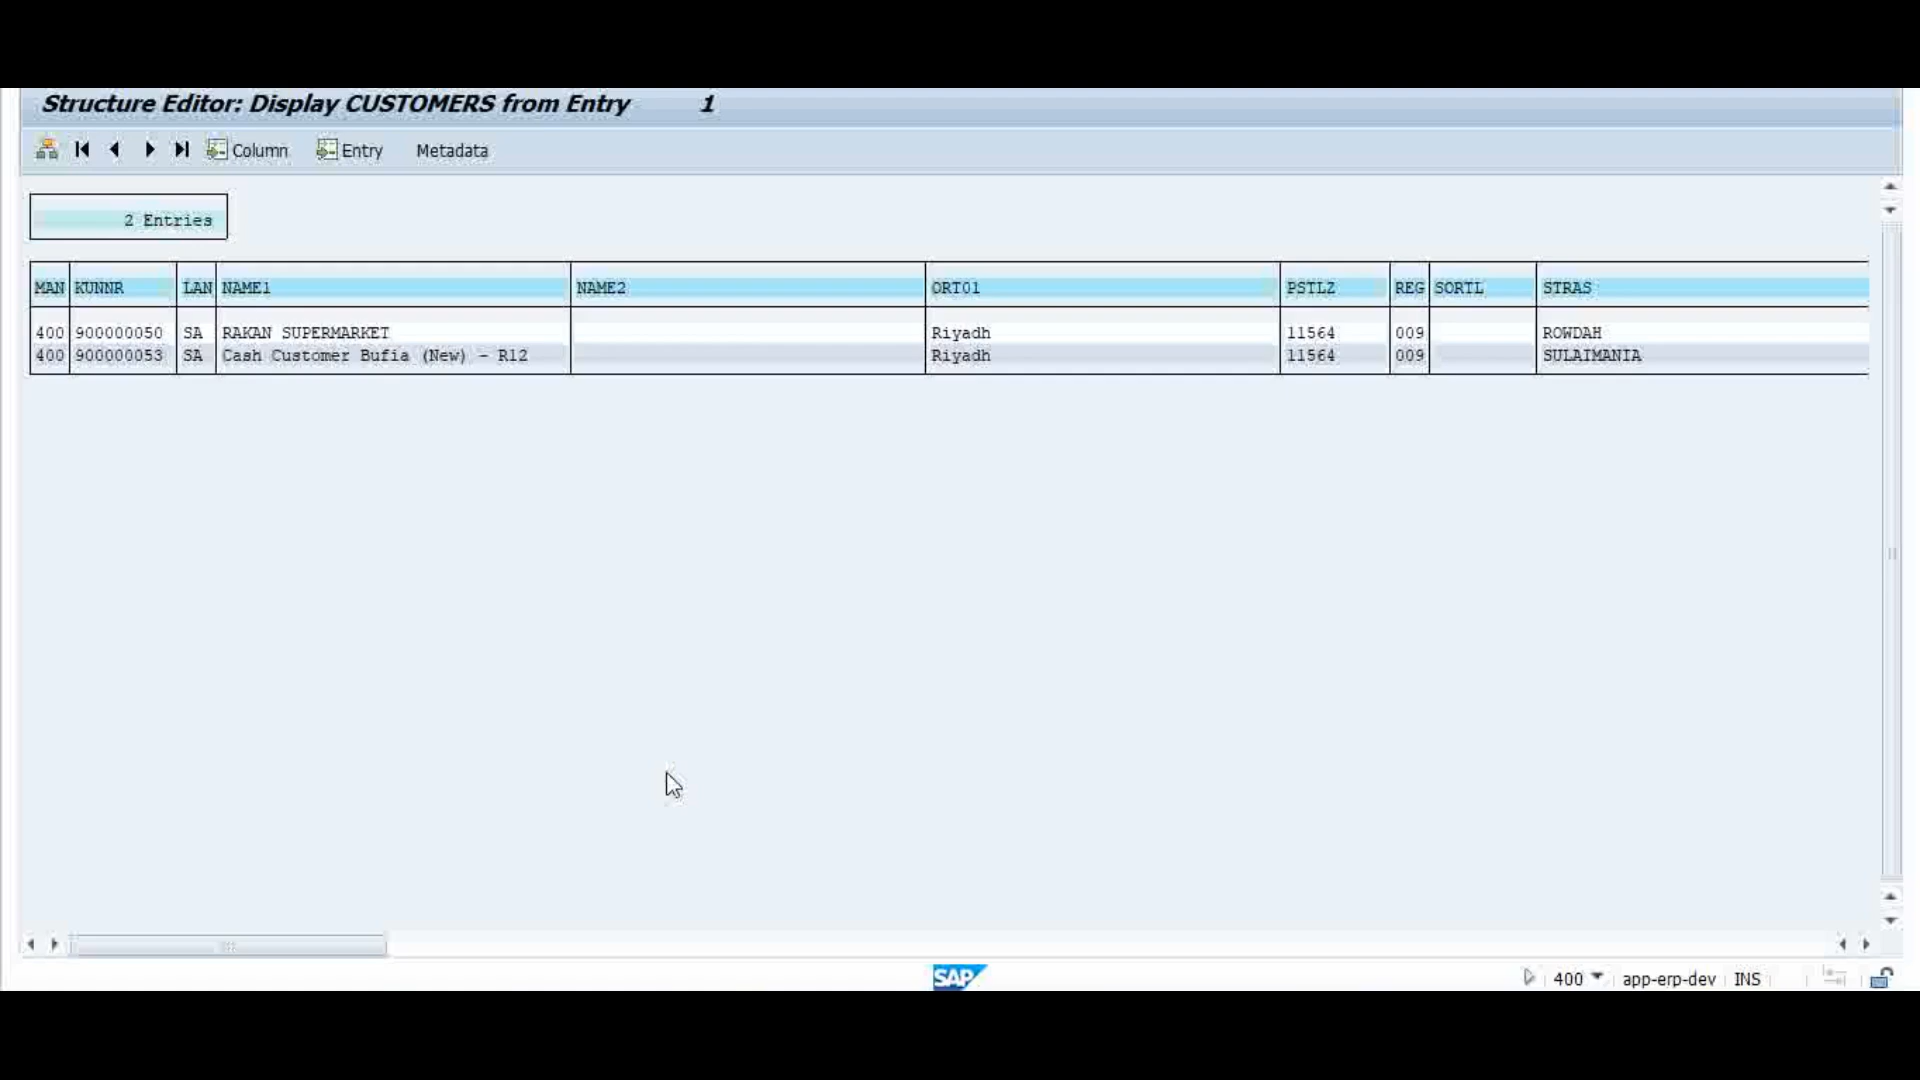 Structure Editor: Display CUSTOMERS from Entry 1
Column Entry Metadata
2 Entries
MAN KUNNR LAN NAME1 NAME2 ORT01 PSTLZ REG SORTL STRAS
400 900000050 SA RAKAN SUPERMARKET Riyadh 11564 009 ROWDAH
400 900000053 SA Cash Customer Bufia (New) - R12 Riyadh 11564 009 SULAIMANIA
SAP 400 app-erp-dev INS